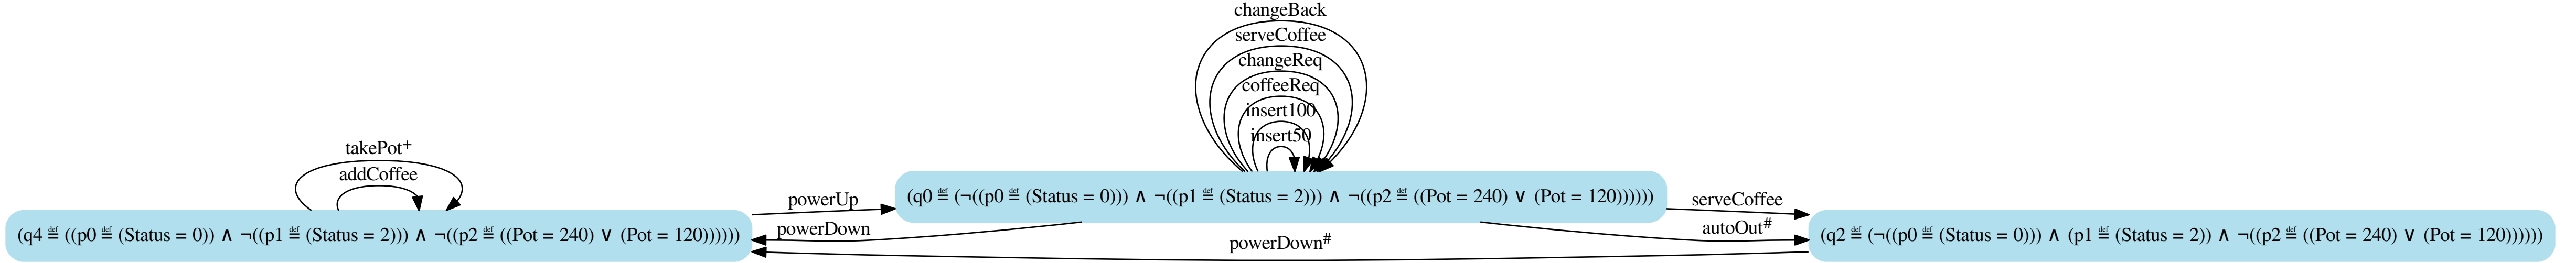 changeBack
serveCoffee
changeReq
coffeeReq
insert100
insert50
takePot⁺
addCoffee
powerUp
powerDown
serveCoffee
autoOut^#
powerDown^#
(q4 ≝ ((p0 ≝ (Status = 0)) ∧ ¬((p1 ≝ (Status = 2))) ∧ ¬((p2 ≝ ((Pot = 240) ∨ (Pot = 120))))))
(q0 ≝ (¬((p0 ≝ (Status = 0))) ∧ ¬((p1 ≝ (Status = 2))) ∧ ¬((p2 ≝ ((Pot = 240) ∨ (Pot = 120))))))
(q2 ≝ (¬((p0 ≝ (Status = 0))) ∧ (p1 ≝ (Status = 2)) ∧ ¬((p2 ≝ ((Pot = 240) ∨ (Pot = 120))))))